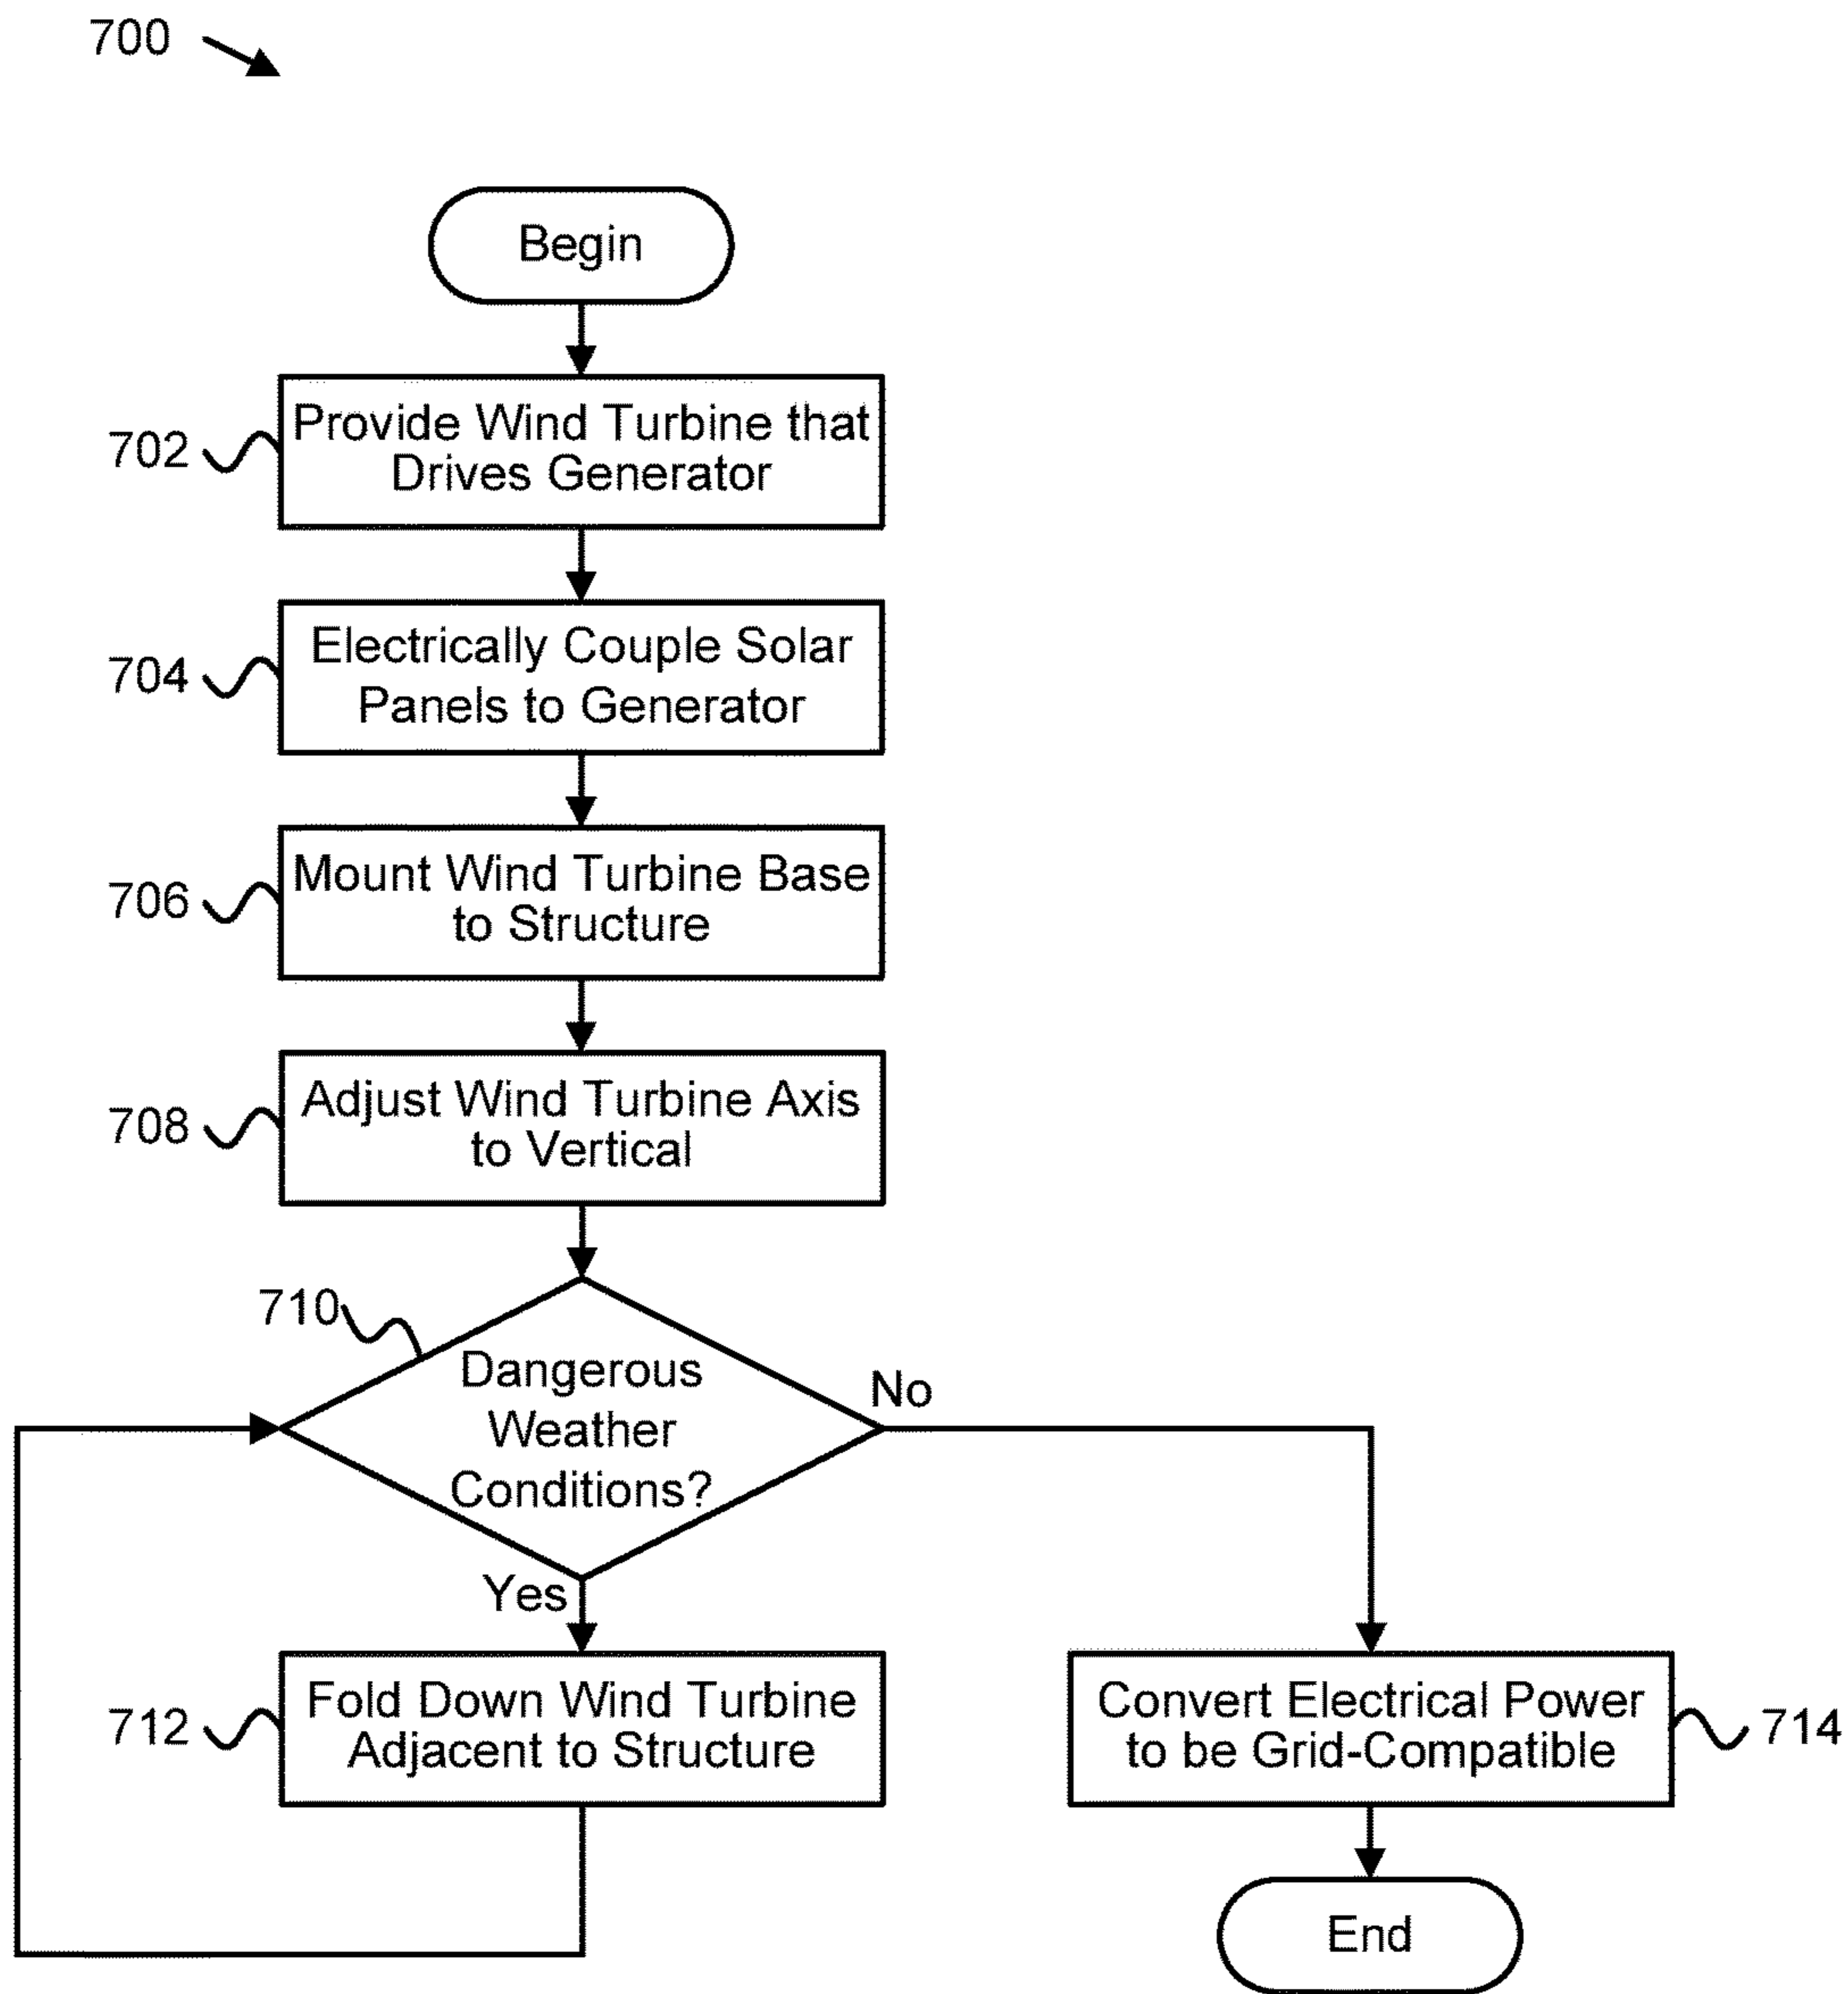 700
Begin
702
Provide Wind Turbine that
Drives Generator
704
Electrically Couple Solar
Panels to Generator
706
Mount Wind Turbine Base
to Structure
708
Adjust Wind Turbine Axis
to Vertical
710
Dangerous
Weather
Conditions?
No
Yes
712
Fold Down Wind Turbine
Adjacent to Structure
Convert Electrical Power
to be Grid-Compatible
714
End